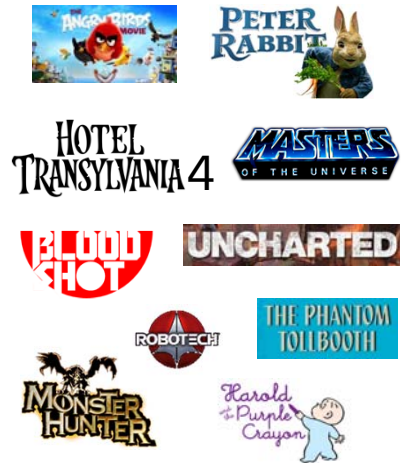 THE
ANGRY BIRDS
MOVIE
PETER
RABBIT
HOTEL
TRANSYLVANIA 4
MASTERS
OF THE UNIVERSE
BLOOD
SHOT
UNCHARTED
ROBOTECH
THE PHANTOM
TOLLBOOTH
MONSTER
HUNTER
Harold
and the Purple
Crayon